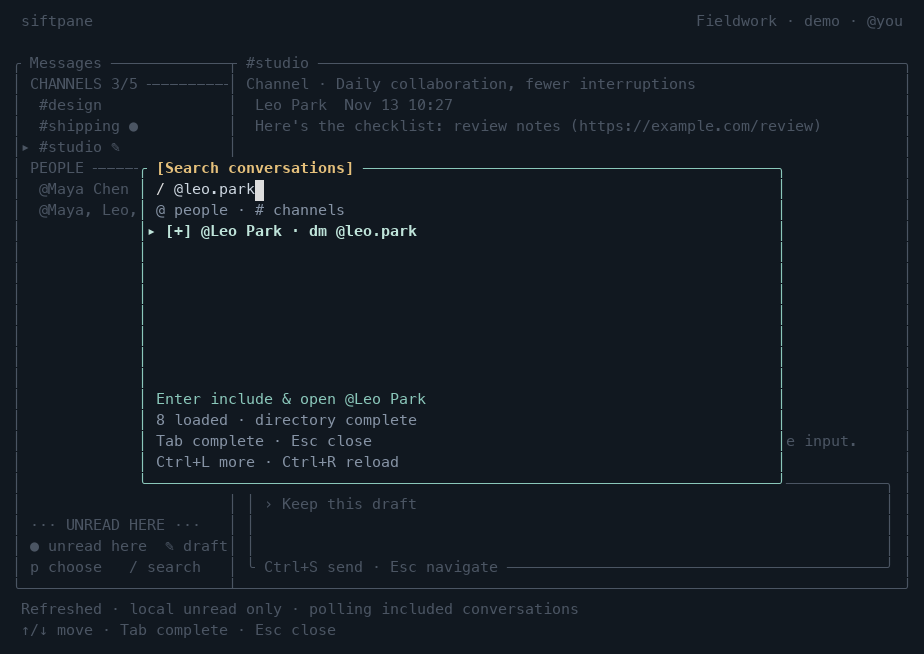 siftpane Fieldwork · demo · @you
Messages #studio
CHANNELS 3/5 Channel · Daily collaboration, fewer interruptions
#design Leo Park Nov 13 10:27
#shipping ● Here's the checklist: review notes (https://example.com/review)
▸ #studio ✎
PEOPLE [Search conversations]
@Maya Chen / @leo.park
@Maya, Leo, @ people · # channels
▸ [+] @Leo Park · dm @leo.park
Enter include & open @Leo Park
8 loaded · directory complete
Tab complete · Esc close e input.
Ctrl+L more · Ctrl+R reload
› Keep this draft
··· UNREAD HERE ···
● unread here ✎ draft
p choose / search Ctrl+S send · Esc navigate
Refreshed · local unread only · polling included conversations
↑/↓ move · Tab complete · Esc close